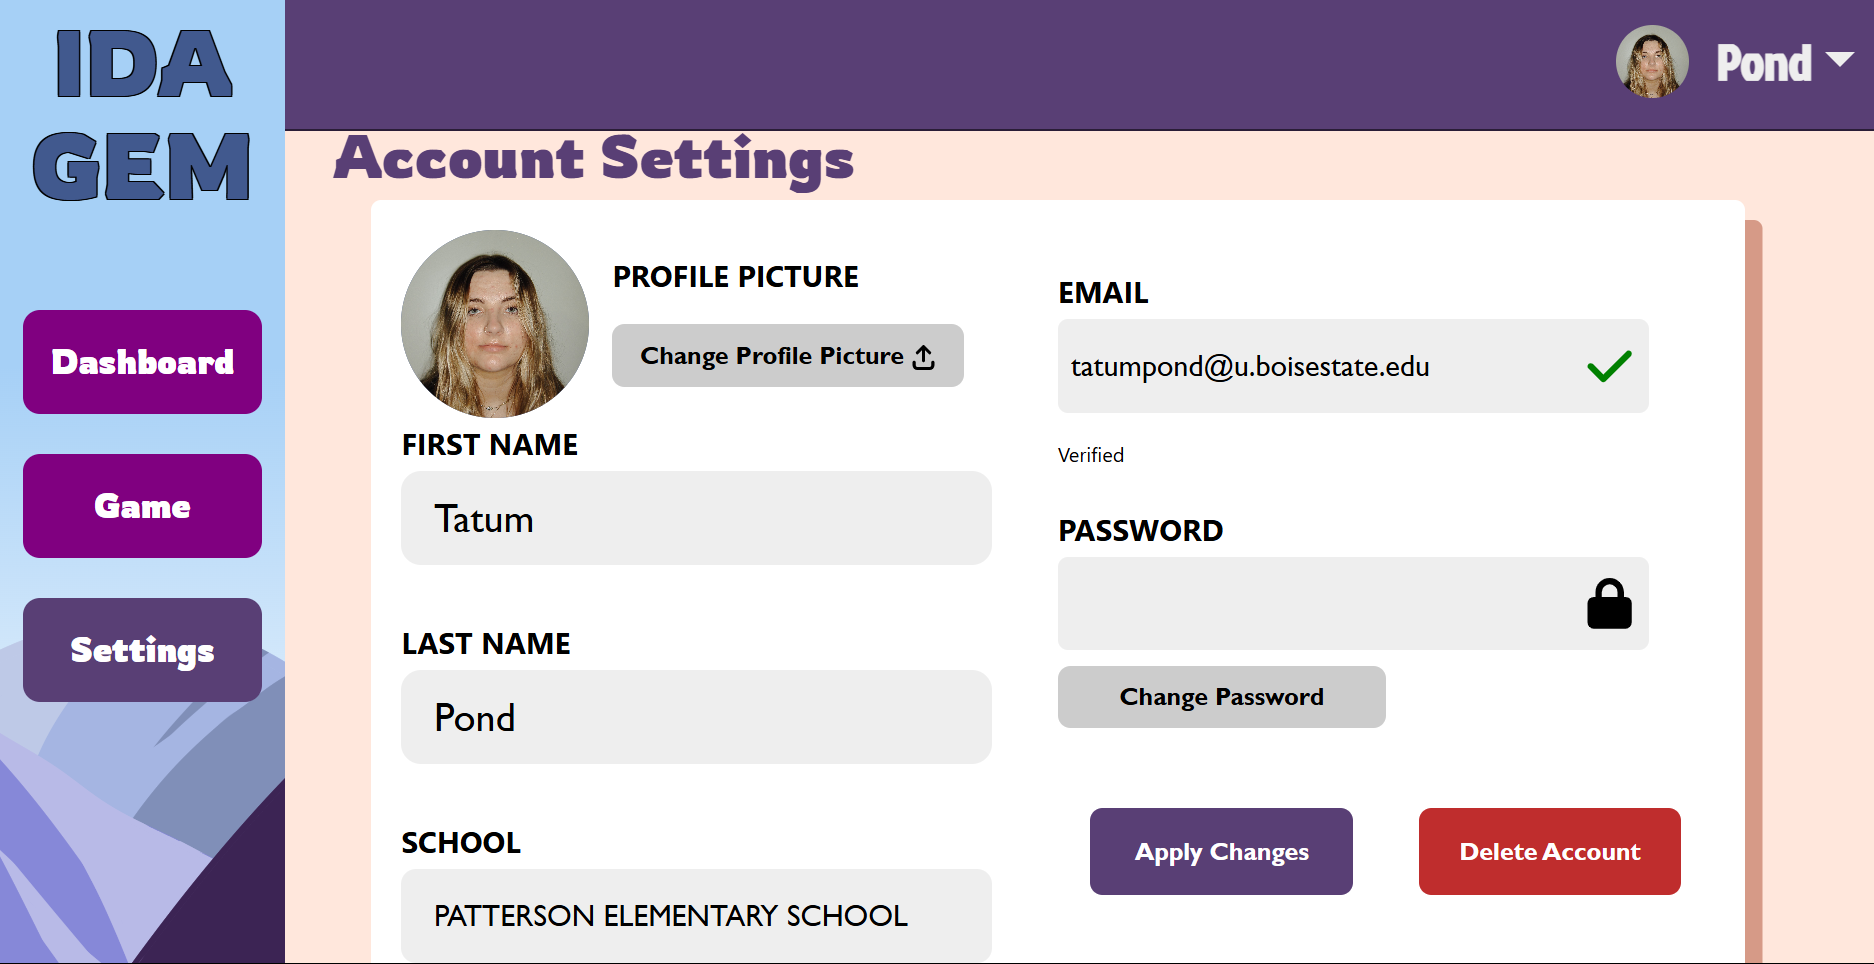 IDA
GEM
Pond
Dashboard
Game
Settings
Account Settings
PROFILE PICTURE
Change Profile Picture
FIRST NAME
Tatum
LAST NAME
Pond
SCHOOL
PATTERSON ELEMENTARY SCHOOL
EMAIL
tatumpond@u.boisestate.edu
Verified
PASSWORD
Change Password
Apply Changes
Delete Account